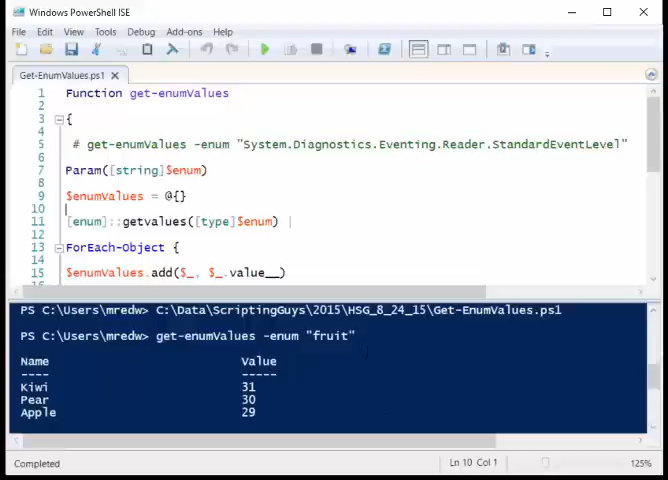 Windows PowerShell ISE
File Edit View Tools Debug Add-ons Help
Get-EnumValues.ps1
1 Function get-enumValues
2
3 {
4
5 # get-enumValues -enum "System.Diagnostics.Eventing.Reader.StandardEventLevel"
6
7 Param([string]$enum)
8
9 $enumValues = @{}
10
11 [enum]::getvalues([type]$enum) |
12
13 ForEach-Object {
14
15 $enumValues.add($_, $_.value__)
PS C:\Users\mredw> C:\Data\ScriptingGuys\2015\HSG_8_24_15\Get-EnumValues.ps1
PS C:\Users\mredw> get-enumValues -enum "fruit"
Name Value
---- -----
Kiwi 31
Pear 30
Apple 29
Completed Ln 10 Col 1 125%